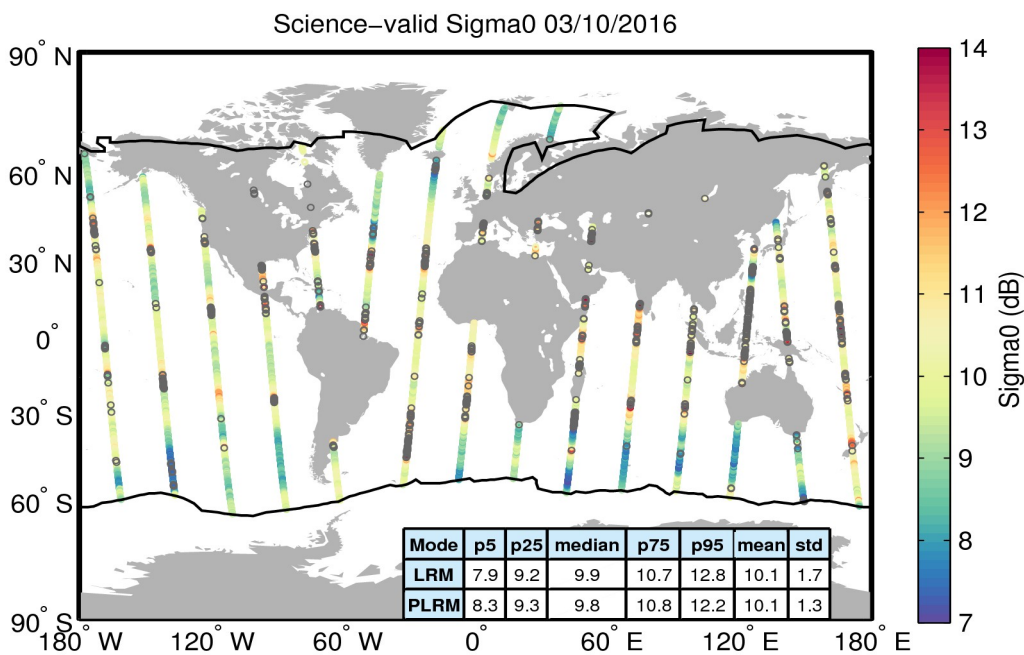 Science−valid Sigma0 03/10/2016
90° N
60° N
30° N
0°
30° S
60° S
90° S
180° W 120° W 60° W 0° 60° E 120° E 180° E
Mode p5 p25 median p75 p95 mean std
LRM 7.9 9.2 9.9 10.7 12.8 10.1 1.7
PLRM 8.3 9.3 9.8 10.8 12.2 10.1 1.3
14
13
12
11
10
9
8
7
Sigma0 (dB)